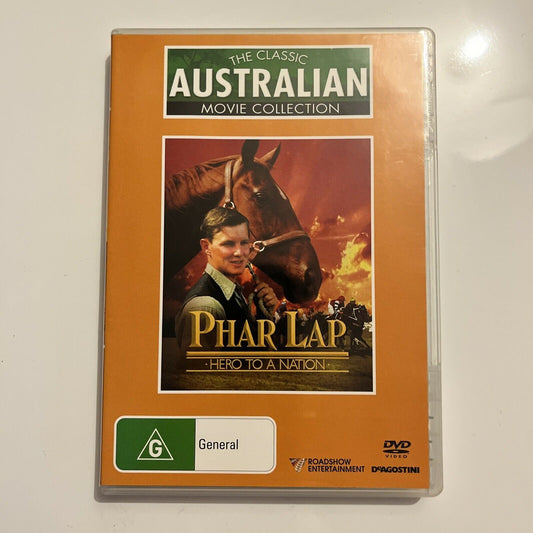 THE CLASSIC
AUSTRALIAN
MOVIE COLLECTION
PHAR LAP
· HERO TO A NATION ·
G
General
ROADSHOW
ENTERTAINMENT
DVD
VIDEO
DeAGOSTINI